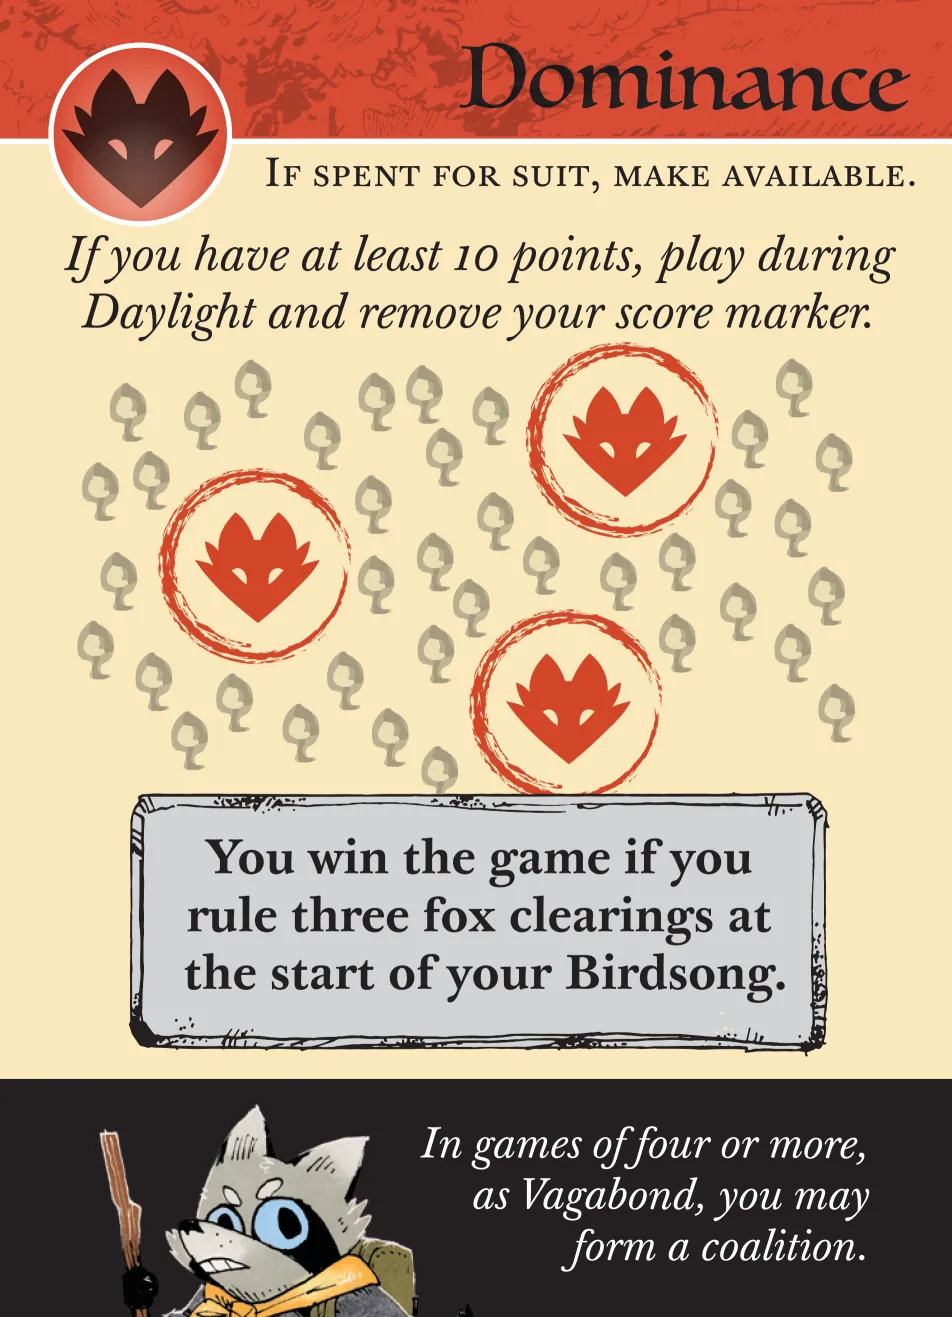 Dominance
If spent for suit, make available.
If you have at least 10 points, play during
Daylight and remove your score marker.
You win the game if you
rule three fox clearings at
the start of your Birdsong.
In games of four or more,
as Vagabond, you may
form a coalition.